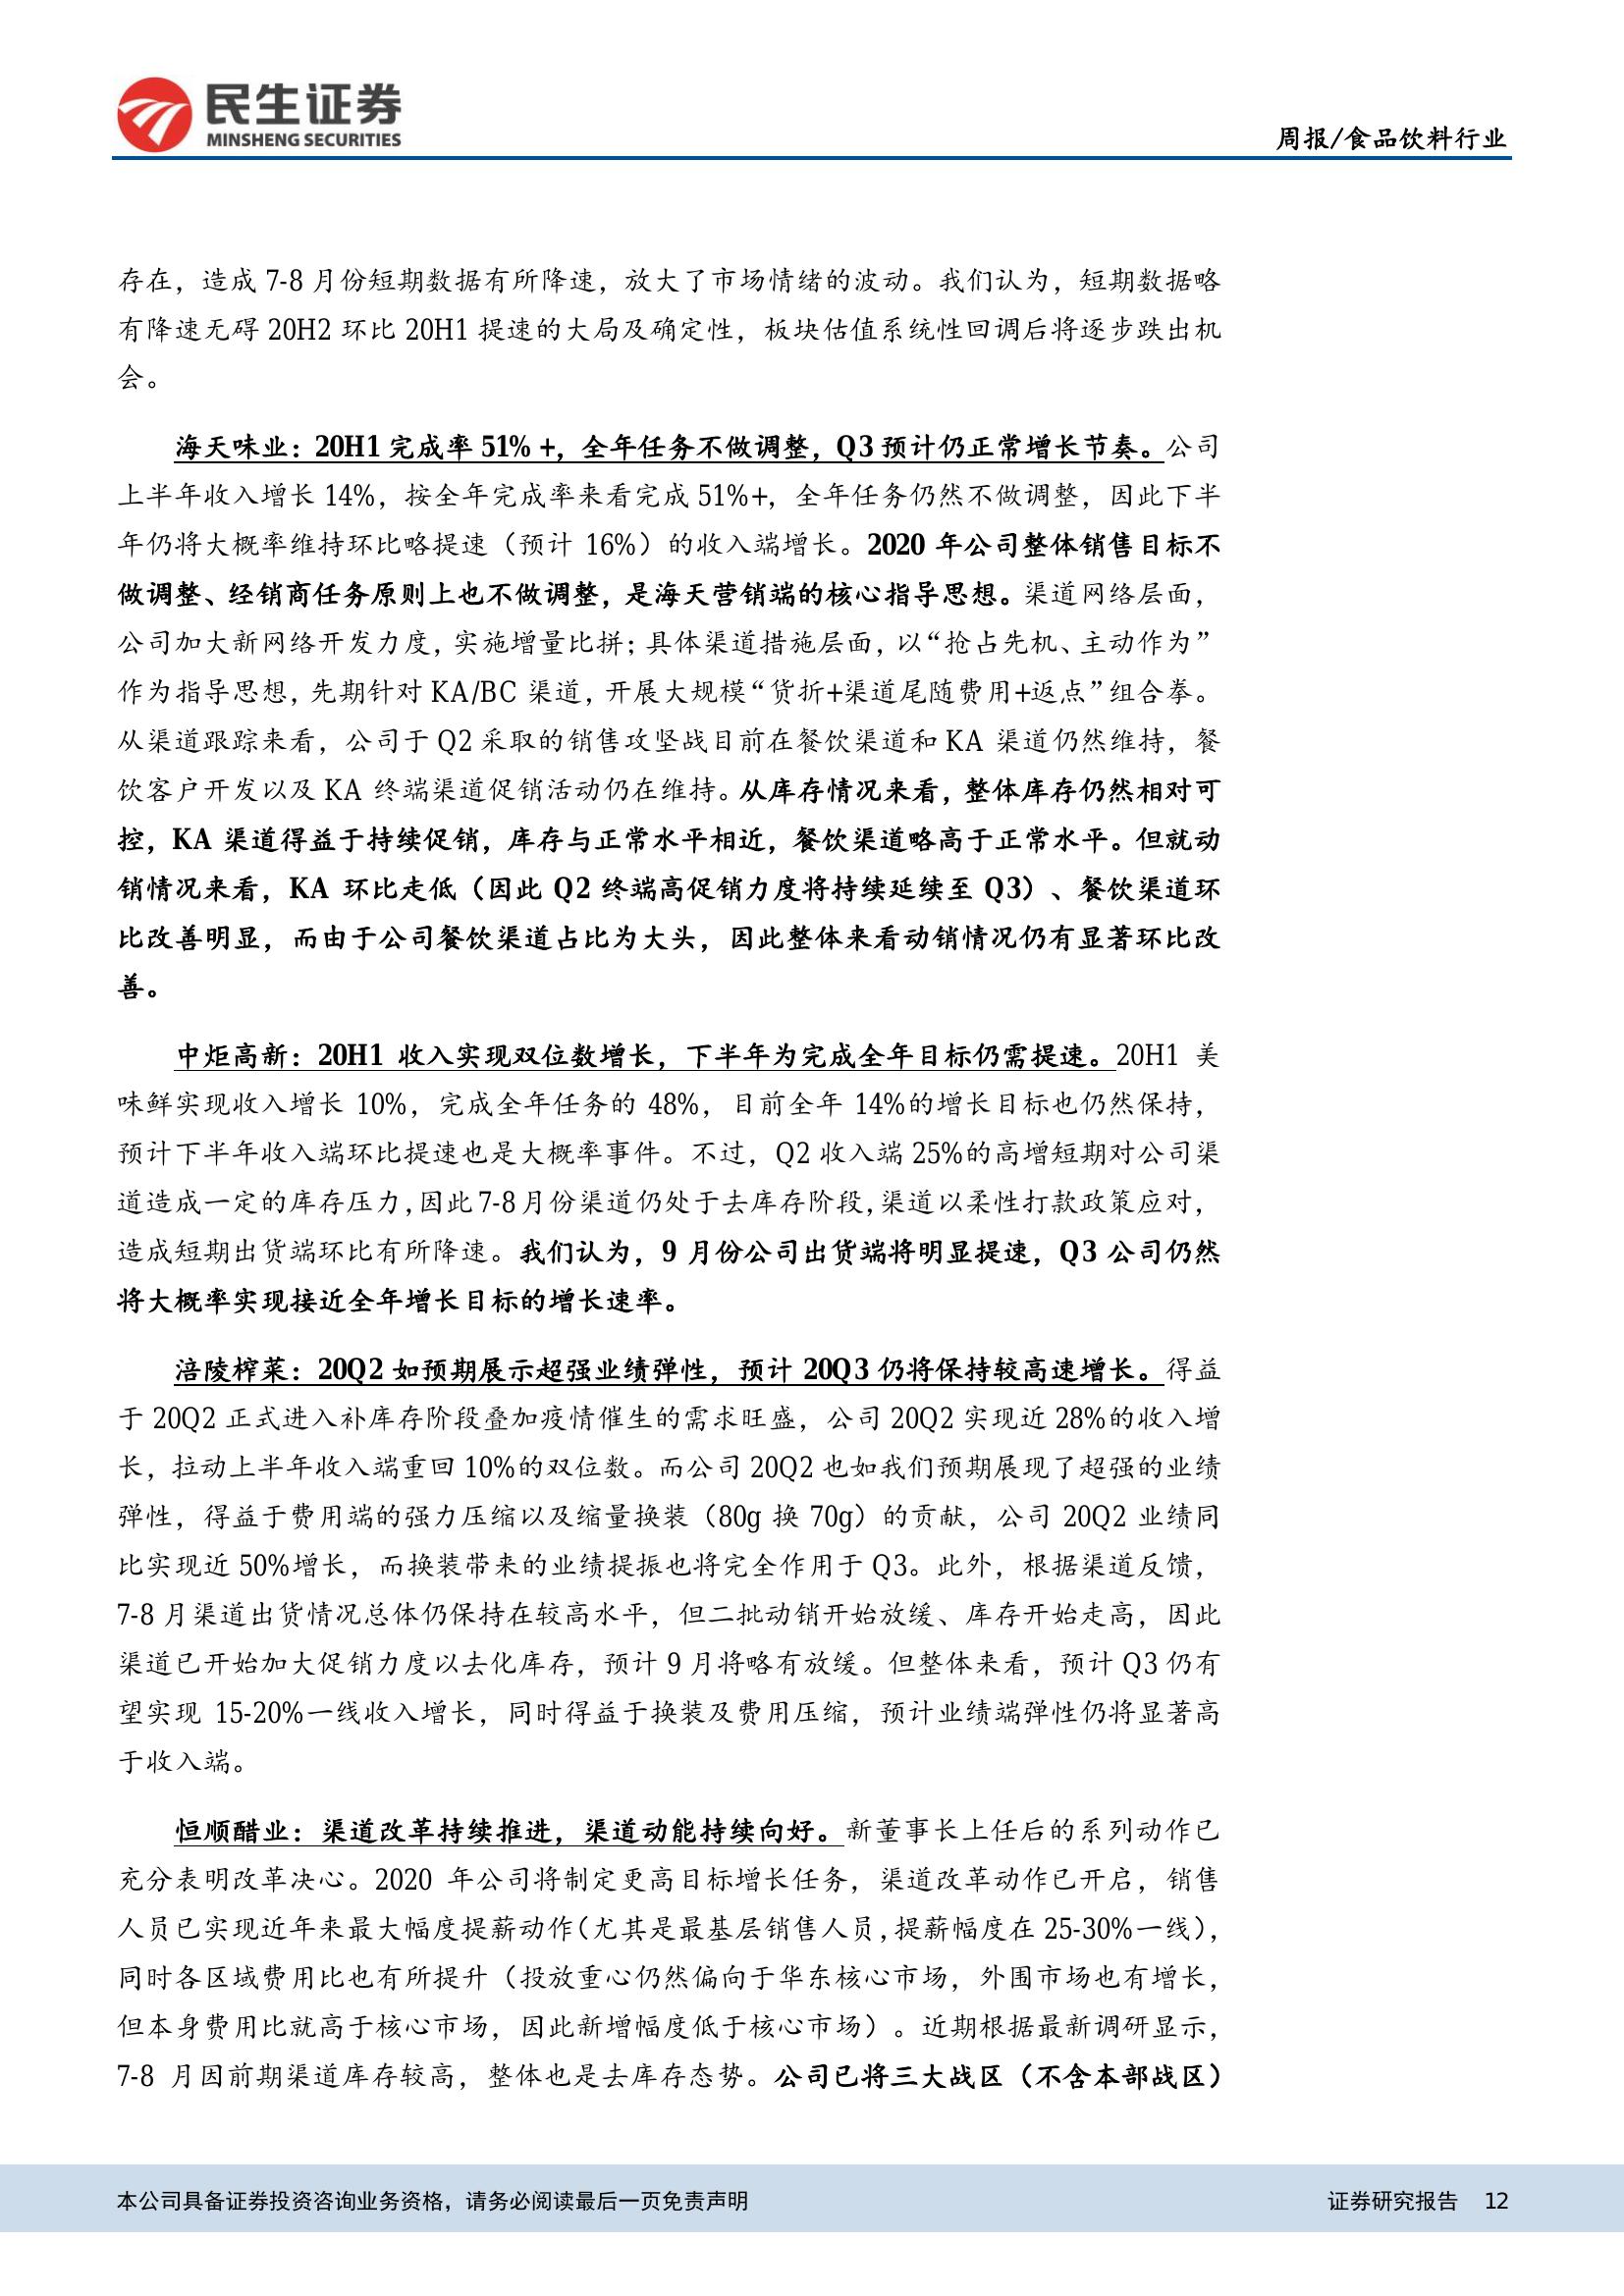 民生证券
MINSHENG SECURITIES
周报/食品饮料行业
存在，造成 7-8 月份短期数据有所降速，放大了市场情绪的波动。我们认为，短期数据略
有降速无碍 20H2 环比 20H1 提速的大局及确定性，板块估值系统性回调后将逐步跌出机
会。
海天味业：20H1 完成率 51% +，全年任务不做调整，Q3 预计仍正常增长节奏。公司
上半年收入增长 14%，按全年完成率来看完成 51%+，全年任务仍然不做调整，因此下半
年仍将大概率维持环比略提速（预计 16%）的收入端增长。2020 年公司整体销售目标不
做调整、经销商任务原则上也不做调整，是海天营销端的核心指导思想。渠道网络层面，
公司加大新网络开发力度，实施增量比拼；具体渠道措施层面，以“抢占先机、主动作为”
作为指导思想，先期针对 KA/BC 渠道，开展大规模“货折+渠道尾随费用+返点”组合拳。
从渠道跟踪来看，公司于 Q2 采取的销售攻坚战目前在餐饮渠道和 KA 渠道仍然维持，餐
饮客户开发以及 KA 终端渠道促销活动仍在维持。从库存情况来看，整体库存仍然相对可
控，KA 渠道得益于持续促销，库存与正常水平相近，餐饮渠道略高于正常水平。但就动
销情况来看，KA 环比走低（因此 Q2 终端高促销力度将持续延续至 Q3）、餐饮渠道环
比改善明显，而由于公司餐饮渠道占比为大头，因此整体来看动销情况仍有显著环比改
善。
中炬高新：20H1 收入实现双位数增长，下半年为完成全年目标仍需提速。20H1 美
味鲜实现收入增长 10%，完成全年任务的 48%，目前全年 14%的增长目标也仍然保持，
预计下半年收入端环比提速也是大概率事件。不过，Q2 收入端 25%的高增短期对公司渠
道造成一定的库存压力，因此 7-8 月份渠道仍处于去库存阶段，渠道以柔性打款政策应对，
造成短期出货端环比有所降速。我们认为，9 月份公司出货端将明显提速，Q3 公司仍然
将大概率实现接近全年增长目标的增长速率。
涪陵榨菜：20Q2 如预期展示超强业绩弹性，预计 20Q3 仍将保持较高速增长。得益
于 20Q2 正式进入补库存阶段叠加疫情催生的需求旺盛，公司 20Q2 实现近 28%的收入增
长，拉动上半年收入端重回 10%的双位数。而公司 20Q2 也如我们预期展现了超强的业绩
弹性，得益于费用端的强力压缩以及缩量换装（80g 换 70g）的贡献，公司 20Q2 业绩同
比实现近 50%增长，而换装带来的业绩提振也将完全作用于 Q3。此外，根据渠道反馈，
7-8 月渠道出货情况总体仍保持在较高水平，但二批动销开始放缓、库存开始走高，因此
渠道已开始加大促销力度以去化库存，预计 9 月将略有放缓。但整体来看，预计 Q3 仍有
望实现 15-20%一线收入增长，同时得益于换装及费用压缩，预计业绩端弹性仍将显著高
于收入端。
恒顺醋业：渠道改革持续推进，渠道动能持续向好。新董事长上任后的系列动作已
充分表明改革决心。2020 年公司将制定更高目标增长任务，渠道改革动作已开启，销售
人员已实现近年来最大幅度提薪动作（尤其是最基层销售人员，提薪幅度在 25-30%一线），
同时各区域费用比也有所提升（投放重心仍然偏向于华东核心市场，外围市场也有增长，
但本身费用比就高于核心市场，因此新增幅度低于核心市场）。近期根据最新调研显示，
7-8 月因前期渠道库存较高，整体也是去库存态势。公司已将三大战区（不含本部战区）
本公司具备证券投资咨询业务资格，请务必阅读最后一页免责声明
证券研究报告 12